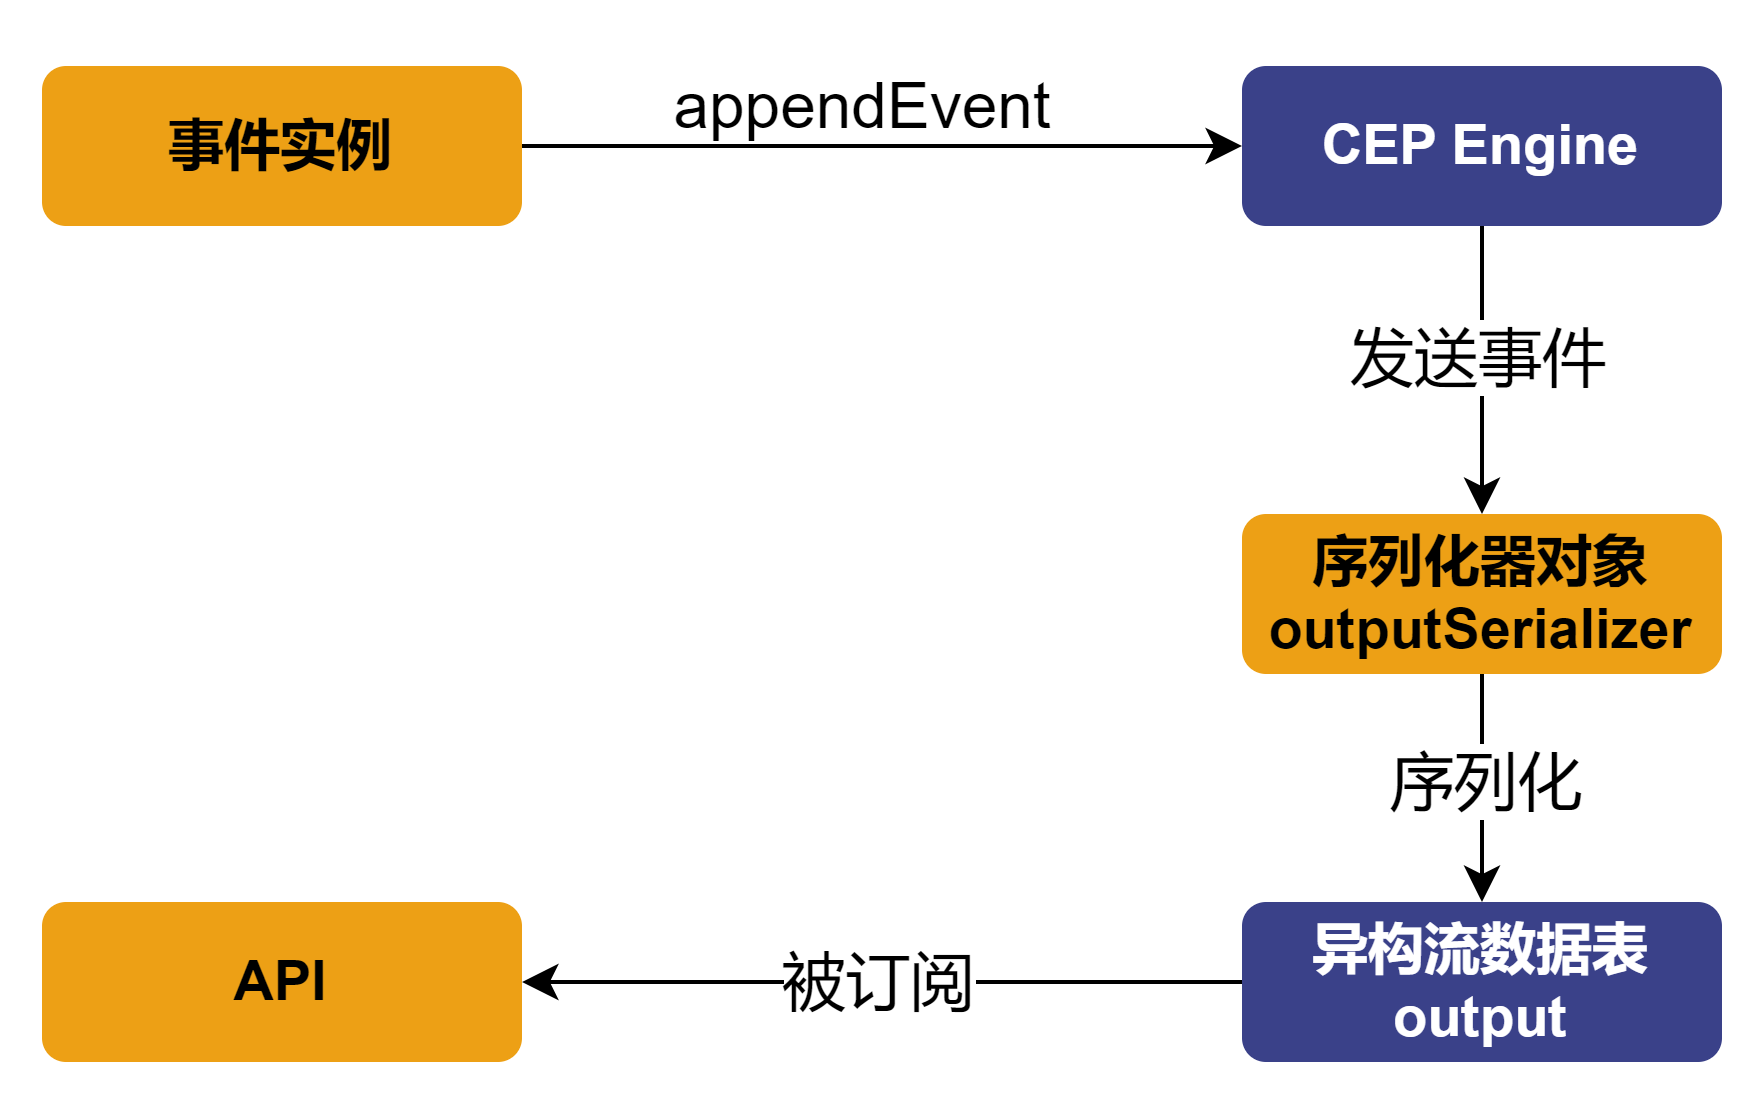 事件实例
appendEvent
CEP Engine
发送事件
序列化器对象
outputSerializer
序列化
异构流数据表
output
被订阅
API